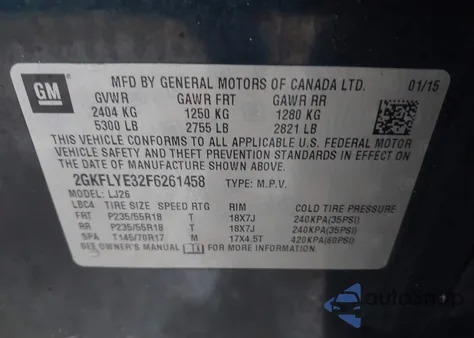 GM
MFD BY GENERAL MOTORS OF CANADA LTD. 01/15
GVWR GAWR FRT GAWR RR
2404 KG 1250 KG 1280 KG
5300 LB 2755 LB 2821 LB
THIS VEHICLE CONFORMS TO ALL APPLICABLE U.S. FEDERAL MOTOR
VEHICLE SAFETY AND THEFT PREVENTION STANDARDS IN EFFECT ON
THE DATE OF MANUFACTURE SHOWN ABOVE.
2GKFLYE32F6261458 TYPE: M.P.V.
MODEL: LJ26
LBC4 TIRE SIZE SPEED RTG RIM COLD TIRE PRESSURE
FRT P235/55R18 T 18X7J 240KPA(35PSI)
RR P235/55R18 T 18X7J 240KPA(35PSI)
SPA T145/70R17 M 17X4.5T 420KPA(60PSI)
SEE OWNER'S MANUAL FOR MORE INFORMATION.
autoSnap